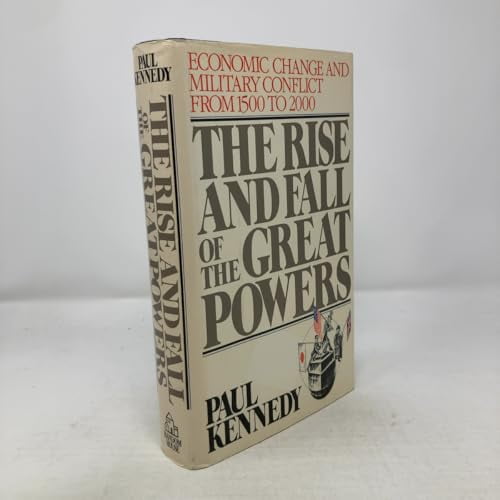 PAUL
KENNEDY
THE RISE AND FALL
OF THE GREAT POWERS
RANDOM
HOUSE
ECONOMIC CHANGE AND
MILITARY CONFLICT
FROM 1500 TO 2000
THE RISE
AND FALL
OF THE GREAT
POWERS
PAUL
KENNEDY